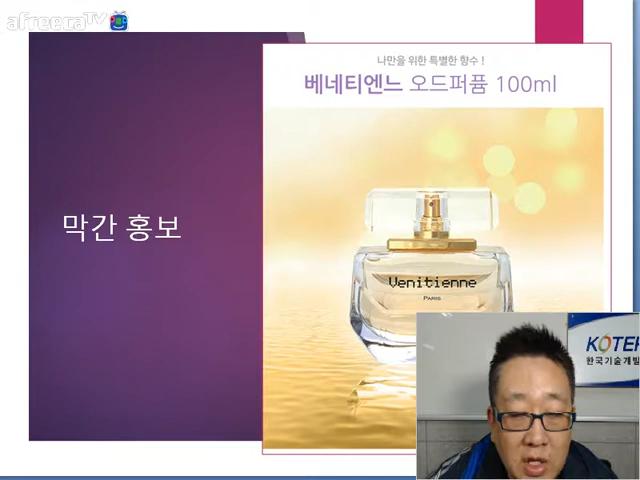 afreecaTV
나만을 위한 특별한 향수 !
베네티엔느 오드퍼퓸 100ml
막간 홍보
Venitienne
PARIS
한국기술개발